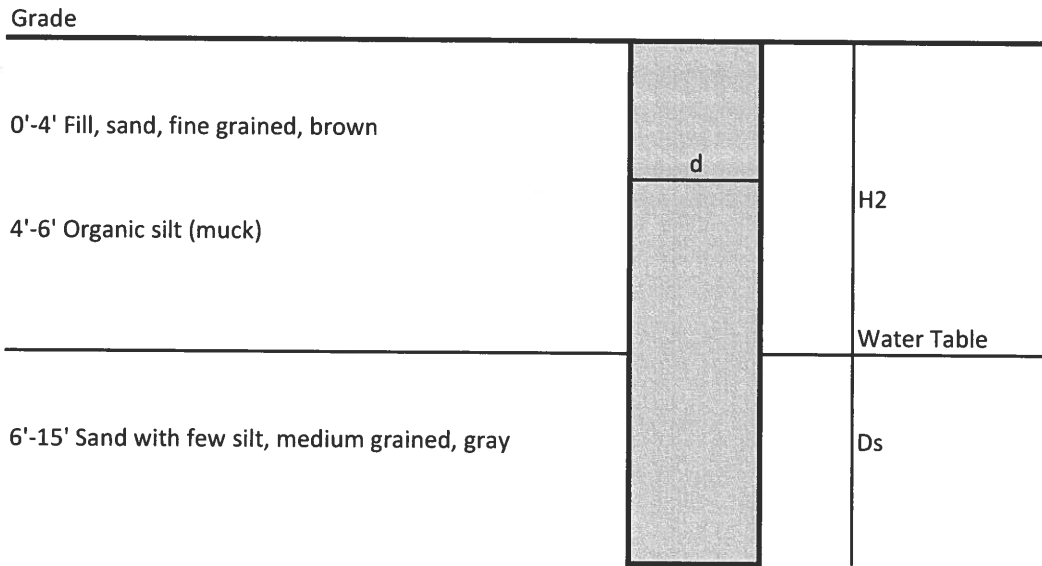 Grade
0'-4' Fill, sand, fine grained, brown
d
H2
4'-6' Organic silt (muck)
Water Table
6'-15' Sand with few silt, medium grained, gray
Ds